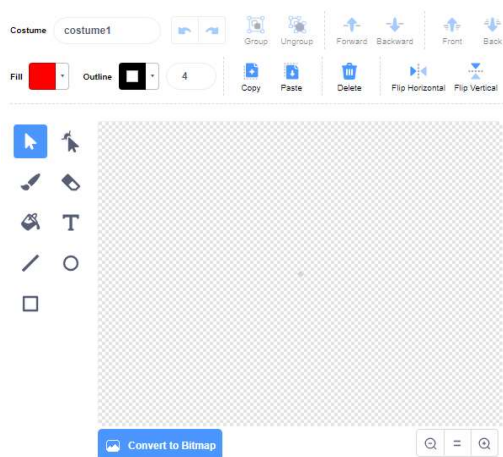 Costume costume1
Group Ungroup Forward Backward Front Back
Fill Outline 4
Copy Paste Delete Flip Horizontal Flip Vertical
Convert to Bitmap